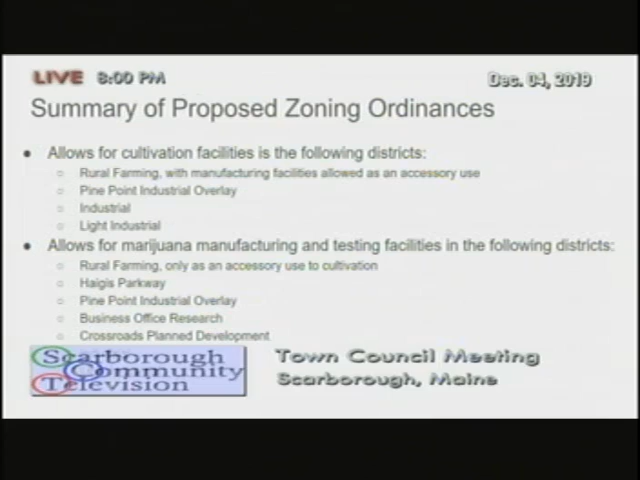 LIVE 8:00 PM
Dec. 04, 2019
Summary of Proposed Zoning Ordinances
● Allows for cultivation facilities is the following districts:
○ Rural Farming, with manufacturing facilities allowed as an accessory use
○ Pine Point Industrial Overlay
○ Industrial
○ Light Industrial
● Allows for marijuana manufacturing and testing facilities in the following districts:
○ Rural Farming, only as an accessory use to cultivation
○ Haigis Parkway
○ Pine Point Industrial Overlay
○ Business Office Research
○ Crossroads Planned Development
Scarborough
Community
Television
Town Council Meeting
Scarborough, Maine